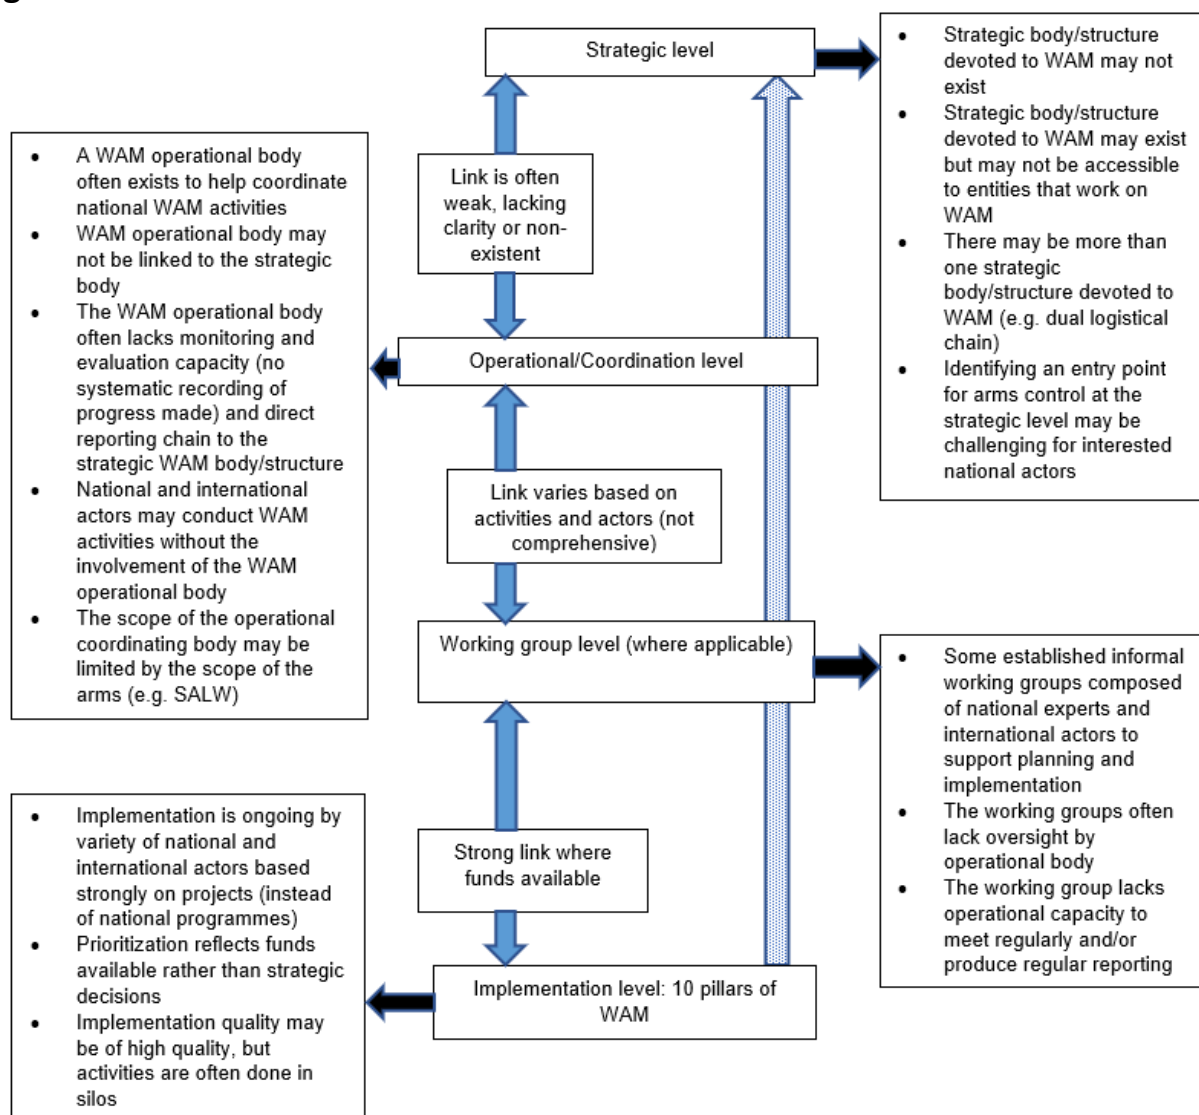 Strategic level
• Strategic body/structure
devoted to WAM may not
exist
• Strategic body/structure
devoted to WAM may exist
but may not be accessible
to entities that work on
WAM
• There may be more than
one strategic
body/structure devoted to
WAM (e.g. dual logistical
chain)
• Identifying an entry point
for arms control at the
strategic level may be
challenging for interested
national actors
Link is often
weak, lacking
clarity or non-
existent
• A WAM operational body
often exists to help coordinate
national WAM activities
• WAM operational body may
not be linked to the strategic
body
• The WAM operational body
often lacks monitoring and
evaluation capacity (no
systematic recording of
progress made) and direct
reporting chain to the
strategic WAM body/structure
• National and international
actors may conduct WAM
activities without the
involvement of the WAM
operational body
• The scope of the operational
coordinating body may be
limited by the scope of the
arms (e.g. SALW)
Operational/Coordination level
Link varies based on
activities and actors (not
comprehensive)
Working group level (where applicable)
• Some established informal
working groups composed
of national experts and
international actors to
support planning and
implementation
• The working groups often
lack oversight by
operational body
• The working group lacks
operational capacity to
meet regularly and/or
produce regular reporting
Strong link where
funds available
• Implementation is ongoing by
variety of national and
international actors based
strongly on projects (instead
of national programmes)
• Prioritization reflects funds
available rather than strategic
decisions
• Implementation quality may
be of high quality, but
activities are often done in
silos
Implementation level: 10 pillars of
WAM